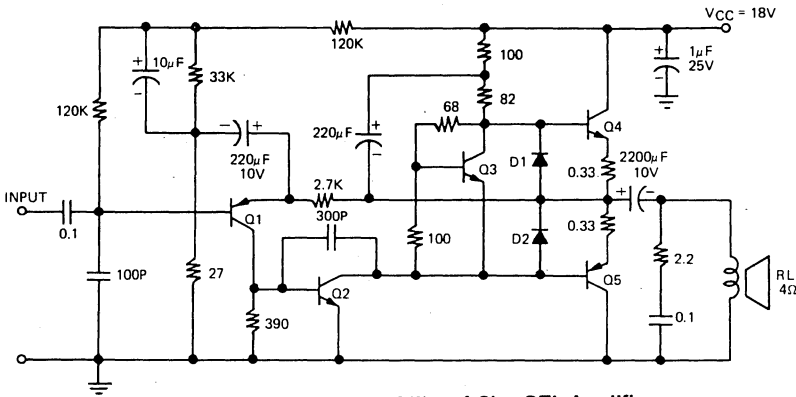 VCC = 18V
120K
10µF
33K
100
1µF
25V
120K
82
68
220µF
10V
220µF
Q3
D1
Q4
0.33
2200µF
10V
INPUT
Q1
2.7K
300P
0.33
0.1
100
D2
100P
27
Q2
Q5
2.2
RL
4Ω
390
0.1